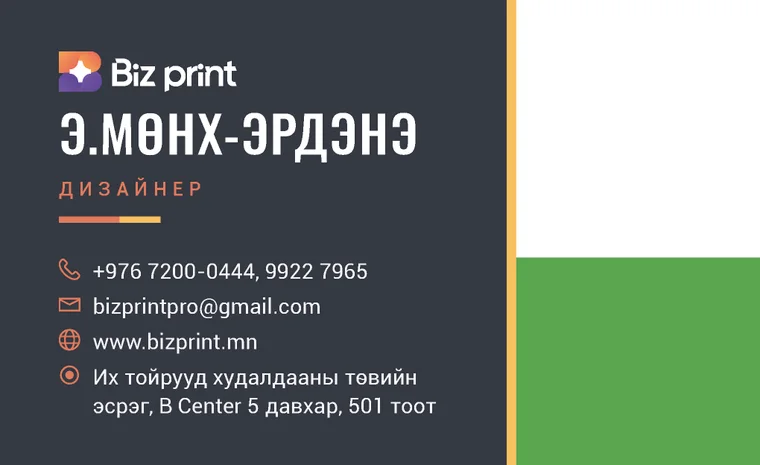 Biz print
Э.МӨНХ-ЭРДЭНЭ
ДИЗАЙНЕР
+976 7200-0444, 9922 7965
bizprintpro@gmail.com
www.bizprint.mn
Их тойрууд худалдааны төвийн
эсрэг, B Center 5 давхар, 501 тоот